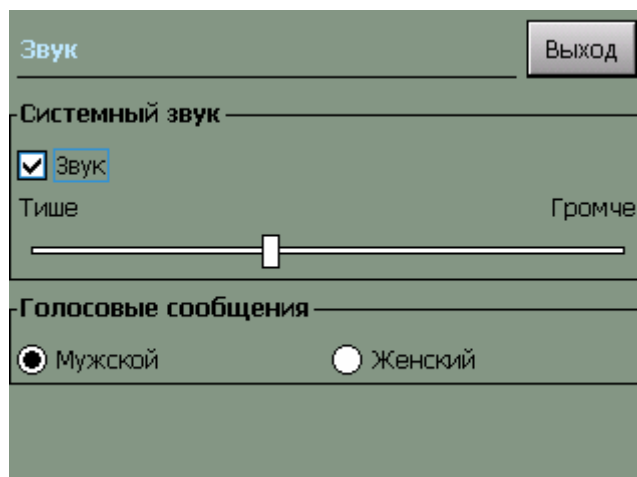 Звук
Выход
Системный звук
Звук
Тише Громче
Голосовые сообщения
Мужской Женский